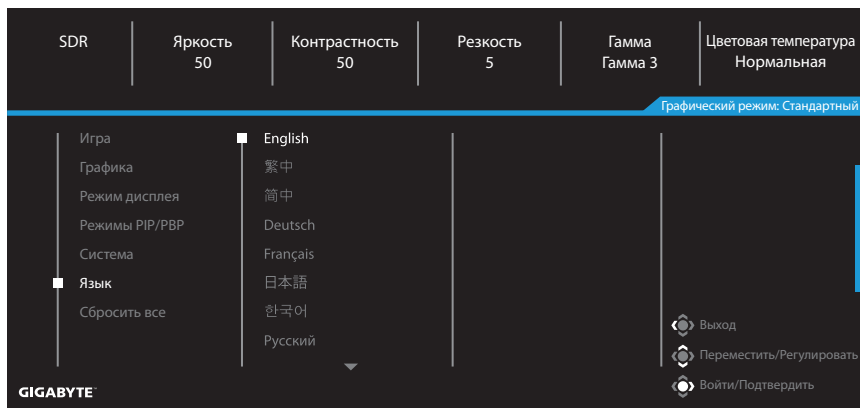 SDR
Яркость
50
Контрастность
50
Резкость
5
Гамма
Гамма 3
Цветовая температура
Нормальная
Графический режим: Стандартный
Игра
Графика
Режим дисплея
Режимы PIP/PBP
Система
Язык
Сбросить все
English
繁中
简中
Deutsch
Français
日本語
한국어
Русский
Выход
Переместить/Регулировать
Войти/Подтвердить
GIGABYTE™